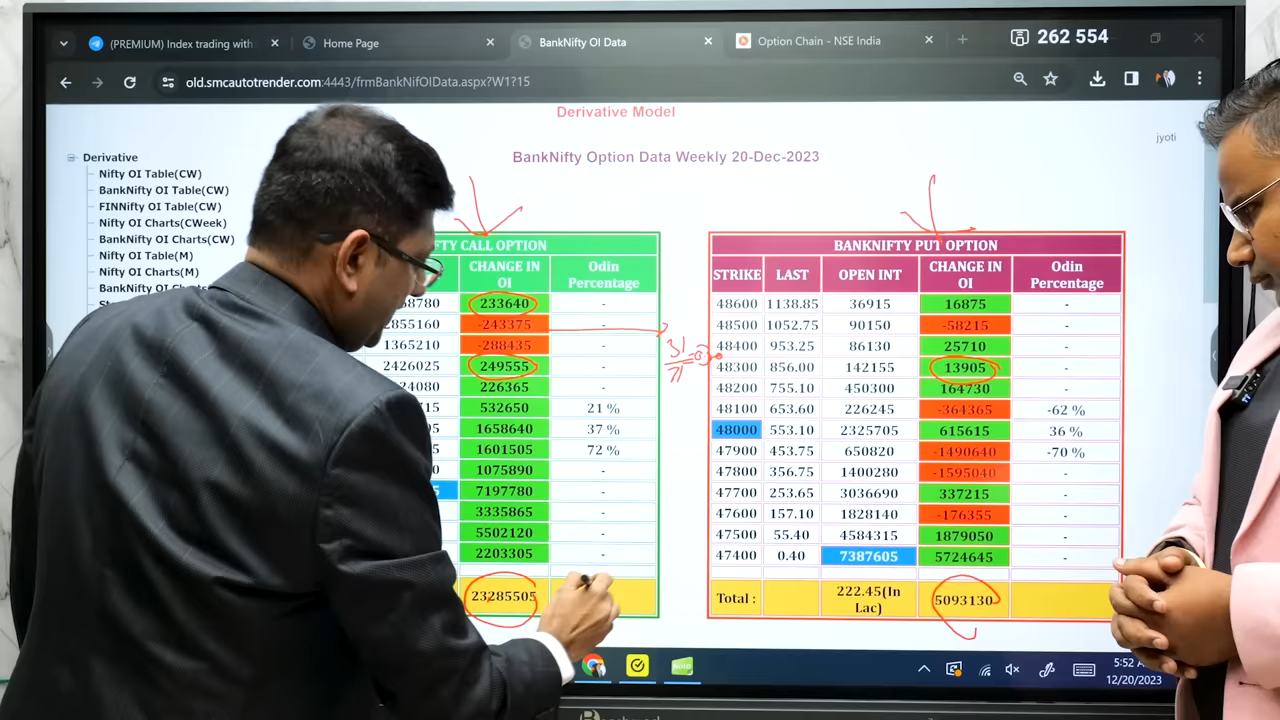 (PREMIUM) Index trading with
Home Page
BankNifty OI Data
Option Chain - NSE India
262 554
old.smcautotrender.com:4443/frmBankNifOIData.aspx?W1?15
Derivative Model
jyoti
BankNifty Option Data Weekly 20-Dec-2023
Derivative
Nifty OI Table(CW)
BankNifty OI Table(CW)
FINNifty OI Table(CW)
Nifty OI Charts(CWeek)
BankNifty OI Charts(CW)
Nifty OI Table(M)
Nifty OI Charts(M)
BankNifty
CALL OPTION
CHANGE IN OI Odin Percentage
233640 -
2855160 -243375 -
1365210 -288435 -
2426025 249555 -
226365 -
532650 21 %
1658640 37 %
1601505 72 %
1075890 -
7197780 -
3335865 -
5502120 -
2203305 -
23285505
31
71
BANKNIFTY PUT OPTION
STRIKE LAST OPEN INT CHANGE IN OI Odin Percentage
48600 1138.85 36915 16875 -
48500 1052.75 90150 -58215 -
48400 953.25 86130 25710 -
48300 856.00 142155 13905 -
48200 755.10 450300 164730 -
48100 653.60 226245 -364365 -62 %
48000 553.10 2325705 615615 36 %
47900 453.75 650820 -1490640 -70 %
47800 356.75 1400280 -1595040 -
47700 253.65 3036690 337215 -
47600 157.10 1828140 -176355 -
47500 55.40 4584315 1879050 -
47400 0.40 7387605 5724645 -
Total : 222.45(In Lac) 5093130
5:52
12/20/2023